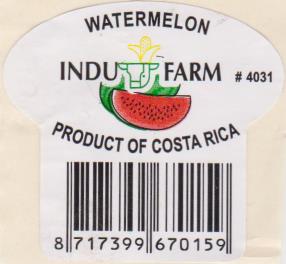 WATERMELON
INDU FARM # 4031
PRODUCT OF COSTA RICA
8 717399 670159